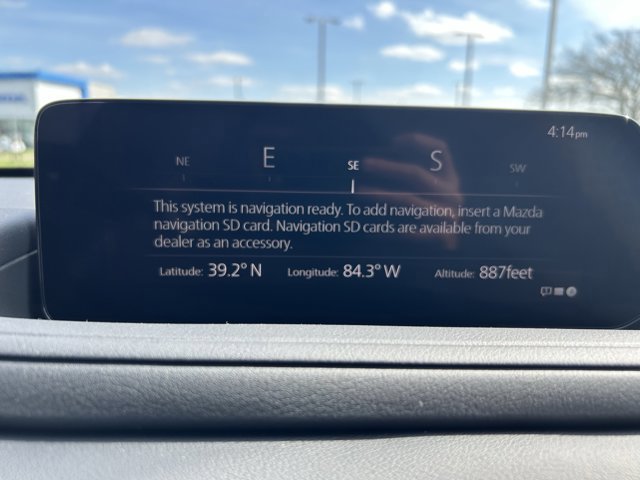 4:14pm
NE E SE S SW
This system is navigation ready. To add navigation, insert a Mazda
navigation SD card. Navigation SD cards are available from your
dealer as an accessory.
Latitude: 39.2° N Longitude: 84.3° W Altitude: 887feet